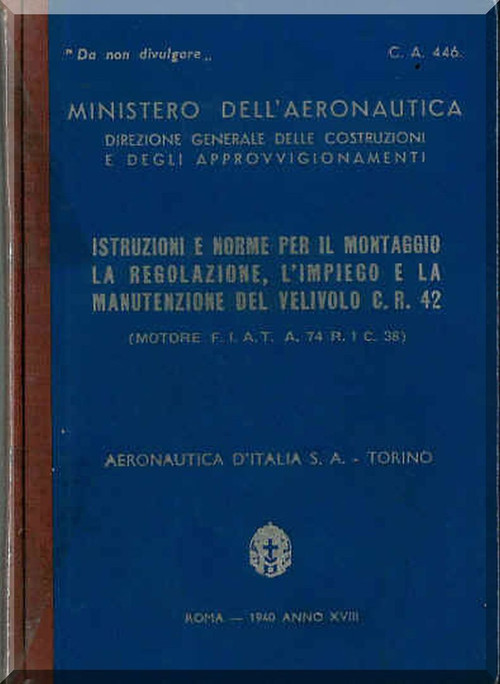 "Da non divulgare„
C. A. 446.
MINISTERO DELL'AERONAUTICA
DIREZIONE GENERALE DELLE COSTRUZIONI
E DEGLI APPROVVIGIONAMENTI
ISTRUZIONI E NORME PER IL MONTAGGIO
LA REGOLAZIONE, L'IMPIEGO E LA
MANUTENZIONE DEL VELIVOLO C. R. 42
(MOTORE F. I. A. T. A. 74 R. I C. 38)
AERONAUTICA D'ITALIA S. A. - TORINO
ROMA — 1940 ANNO XVIII